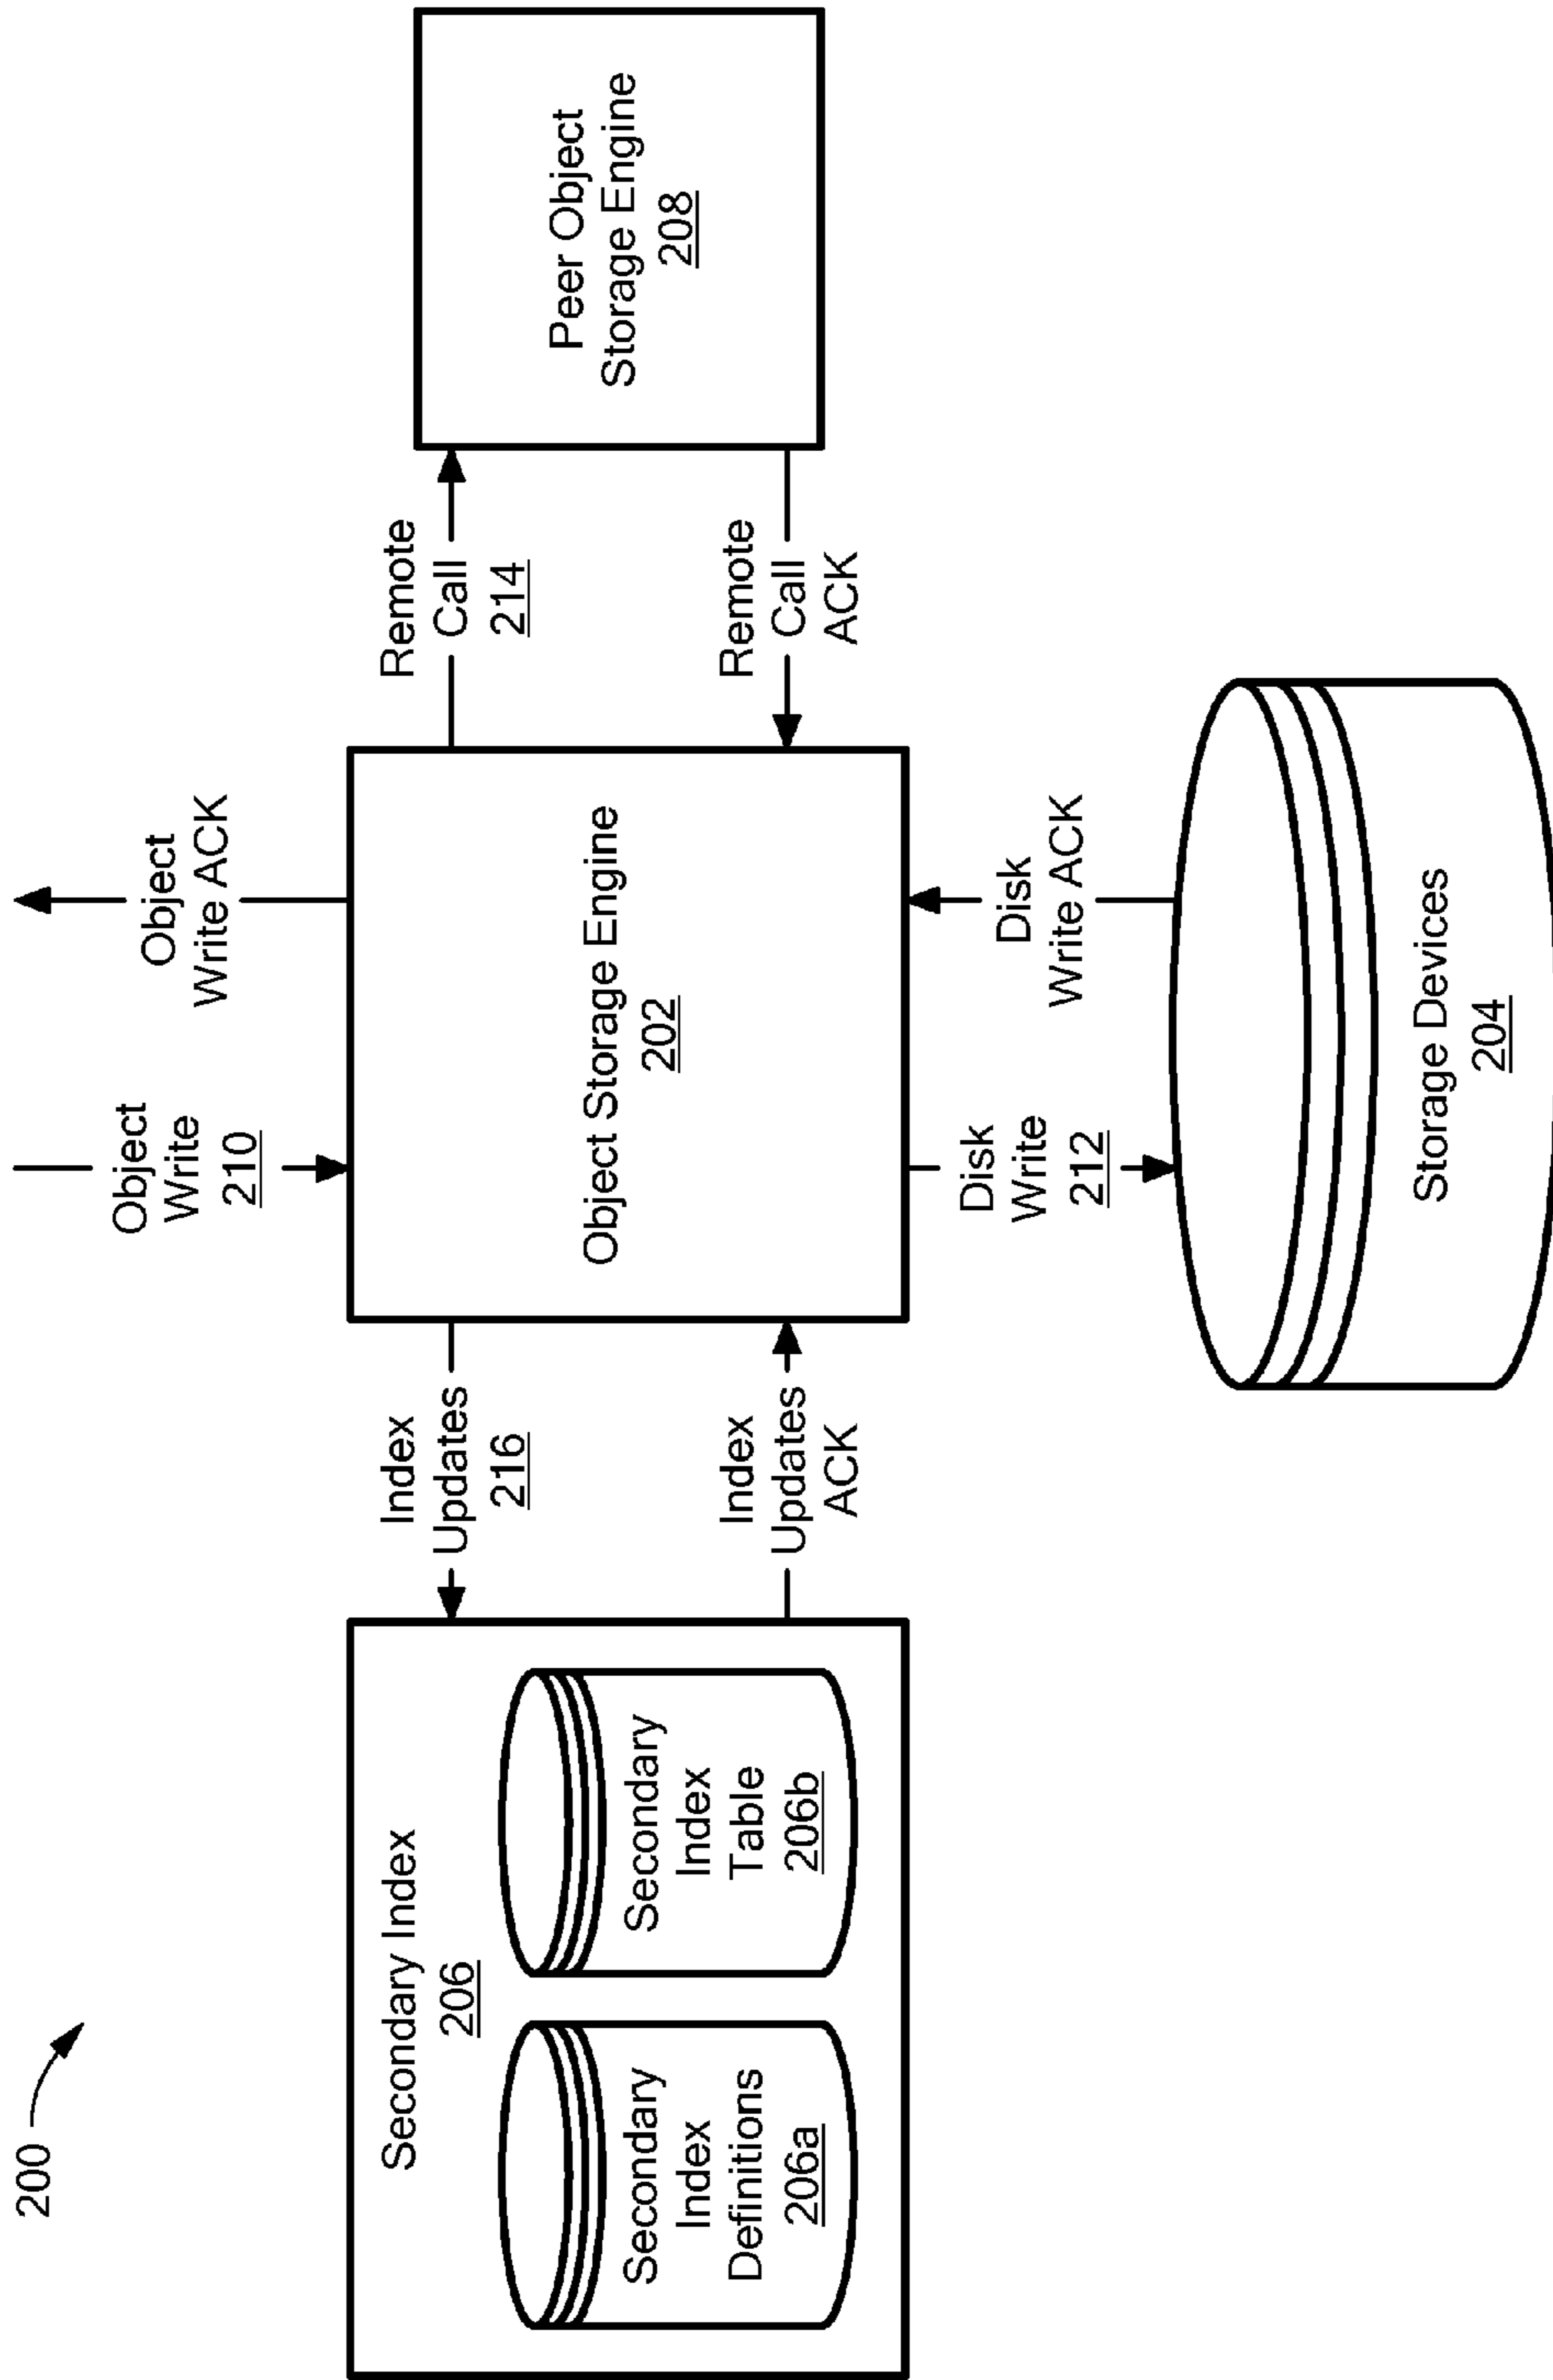 200
Object
Write
210
Object
Write ACK
Secondary Index
206
Secondary
Index
Definitions
206a
Secondary
Index
Table
206b
Index
Updates
216
Index
Updates
ACK
Object Storage Engine
202
Remote
Call
214
Remote
Call
ACK
Peer Object
Storage Engine
208
Disk
Write
212
Disk
Write ACK
Storage Devices
204